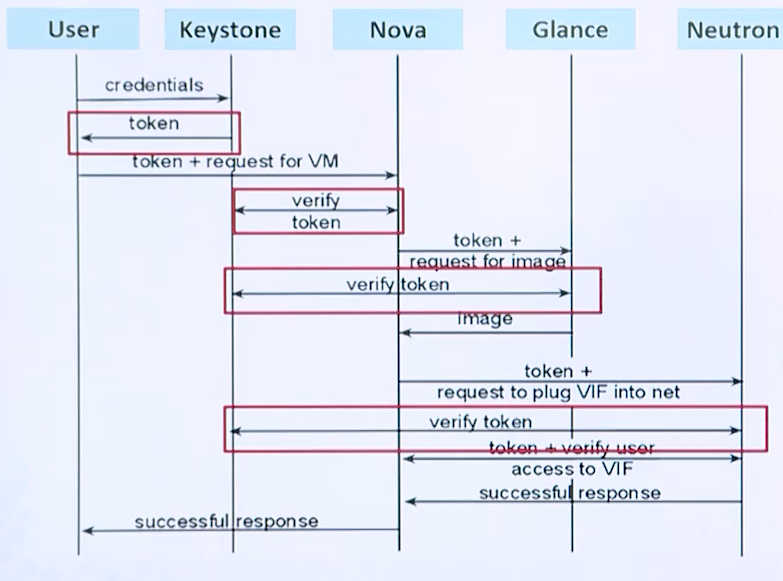 User Keystone Nova Glance Neutron
credentials
token
token + request for VM
verify
token
token +
request for image
verify token
image
token +
request to plug VIF into net
verify token
token + verify user
access to VIF
successful response
successful response